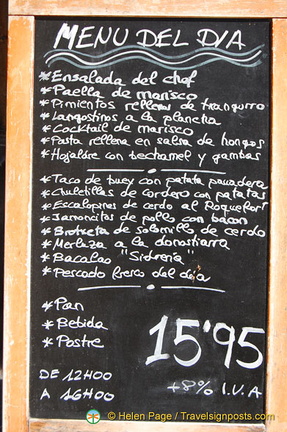 MENU DEL DIA
*Ensalada del chef
*Paella de marisco
*Pimientos rellenos de txangurro
*Langostinos a la plancha
*Cocktail de marisco
*Pasta rellena en salsa de hongos
*Hojaldre con bechamel y gambas
*Taco de buey con patata panadera
*Chuletillas de cordero con patatas
*Escalopines de cerdo al Roquefort
*Jamoncitos de pollo con bacon
*Brotxeta de solomillo de cerdo
*Merluza a la donostiarra
*Bacalao "Sidrería"
*Pescado fresco del día
*Pan
*Bebida
*Postre
15'95
DE 12H00
A 16H00
+8% I.V.A
© Helen Page / Travelsignposts.com